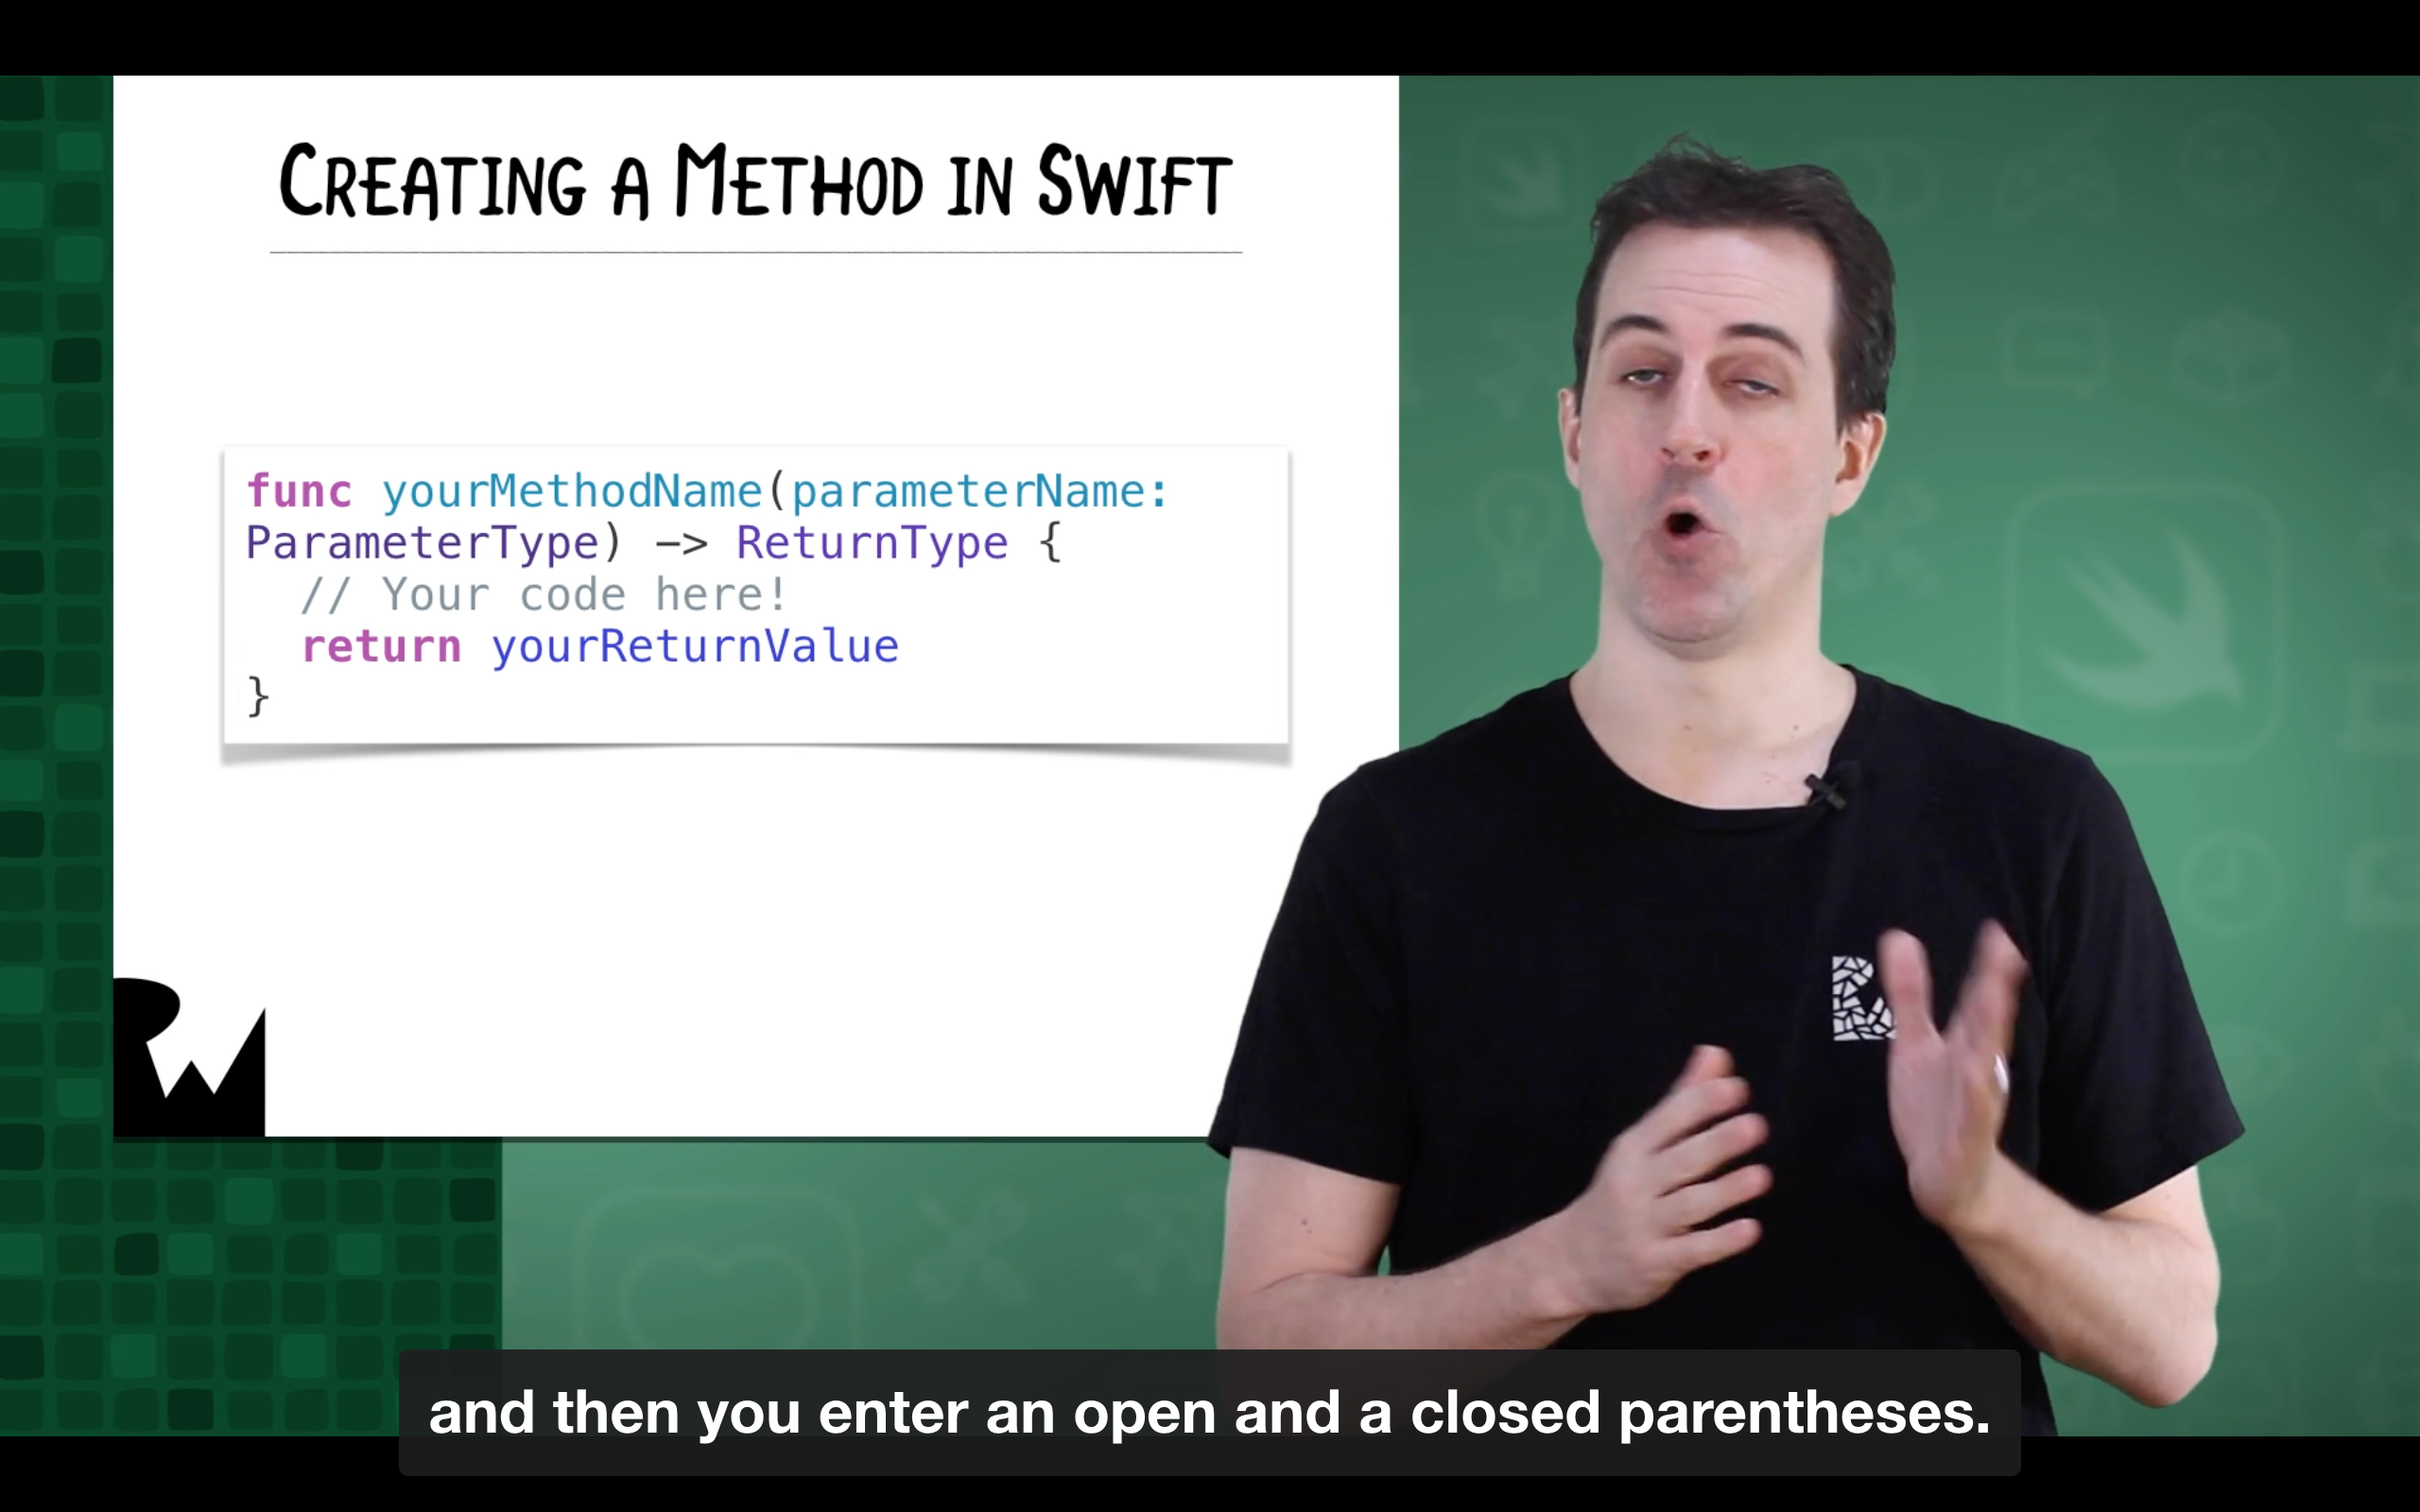 CREATING A METHOD IN SWIFT
func yourMethodName(parameterName:
ParameterType) -> ReturnType {
  // Your code here!
  return yourReturnValue
}
RW
R
and then you enter an open and a closed parentheses.